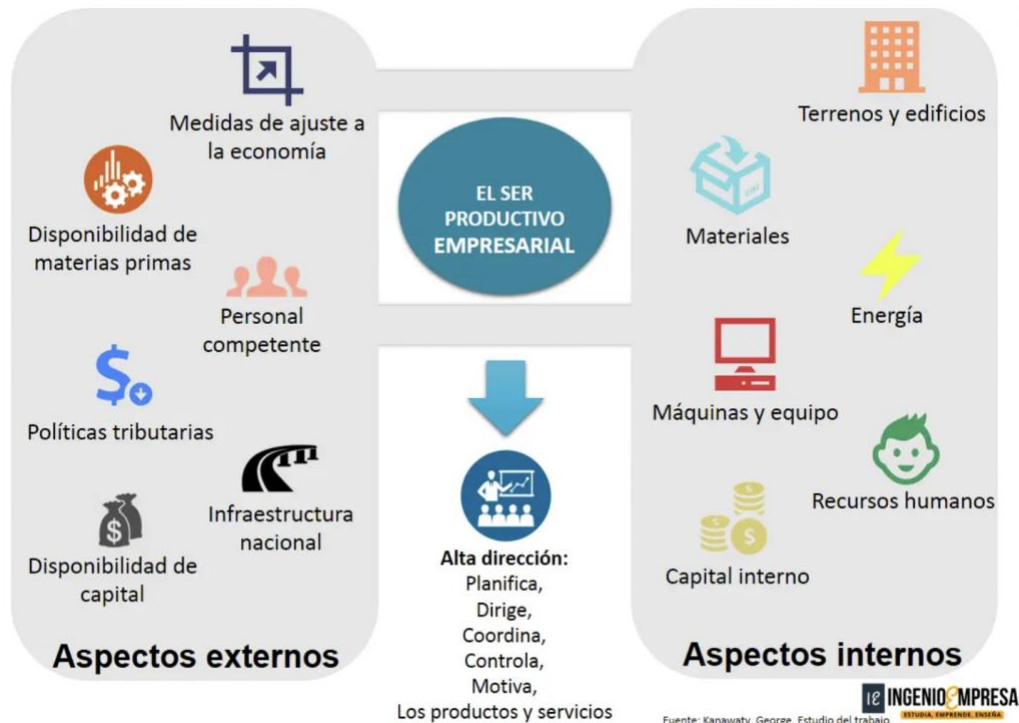 Medidas de ajuste a
la economía
Disponibilidad de
materias primas
Personal
competente
Políticas tributarias
Infraestructura
nacional
Disponibilidad de
capital
Aspectos externos
EL SER
PRODUCTIVO
EMPRESARIAL
Alta dirección:
Planifica,
Dirige,
Coordina,
Controla,
Motiva,
Los productos y servicios
Terrenos y edificios
Materiales
Energía
Máquinas y equipo
Recursos humanos
Capital interno
Aspectos internos
IE INGENIO EMPRESA
ESTUDIA, EMPRENDE, ENSEÑA
Fuente: Kanawaty, George. Estudio del trabajo.